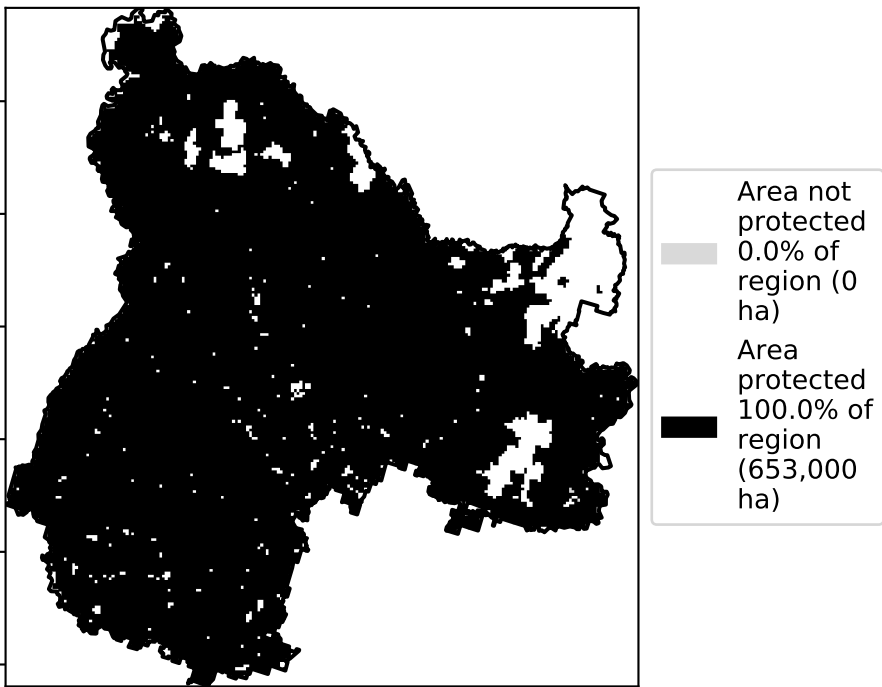 Area not
protected
0.0% of
region (0
ha)
Area
protected
100.0% of
region
(653,000
ha)